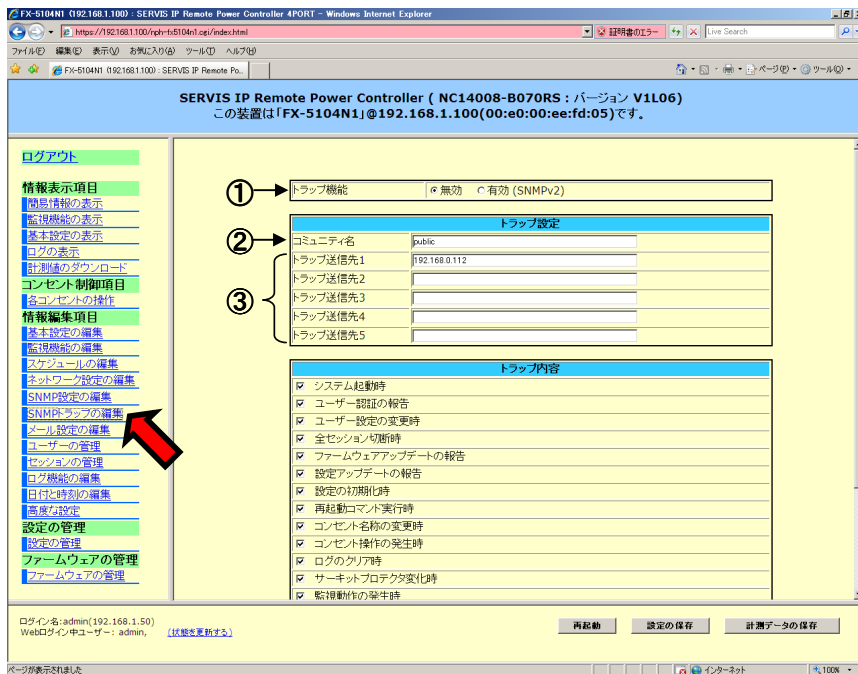 FX-5104N1 (192.168.1.100) : SERVIS IP Remote Power Controller 4PORT - Windows Internet Explorer
https://192.168.1.100/nph-fx5104n1.cgi/index.html
証明書のエラー
Live Search
ファイル(F) 編集(E) 表示(V) お気に入り(A) ツール(T) ヘルプ(H)
FX-5104N1 (192.168.1.100) : SERVIS IP Remote Po...
ページ(P) ツール(O)
SERVIS IP Remote Power Controller ( NC14008-B070RS : バージョン V1L06)
この装置は「FX-5104N1」@192.168.1.100(00:e0:00:ee:fd:05)です。
ログアウト
情報表示項目
簡易情報の表示
監視機能の表示
基本設定の表示
ログの表示
計測値のダウンロード
コンセント制御項目
各コンセントの操作
情報編集項目
基本設定の編集
監視機能の編集
スケジュールの編集
ネットワーク設定の編集
SNMP設定の編集
SNMPトラップの編集
メール設定の編集
ユーザーの管理
セッションの管理
ログ機能の編集
日付と時刻の編集
高度な設定
設定の管理
設定の管理
ファームウェアの管理
ファームウェアの管理
① トラップ機能 無効 有効 (SNMPv2)
トラップ設定
② コミュニティ名 public
③
トラップ送信先1 192.168.0.112
トラップ送信先2
トラップ送信先3
トラップ送信先4
トラップ送信先5
トラップ内容
システム起動時
ユーザー認証の報告
ユーザー設定の変更時
全セッション切断時
ファームウェアアップデートの報告
設定アップデートの報告
設定の初期化時
再起動コマンド実行時
コンセント名称の変更時
コンセント操作の発生時
ログのクリア時
サーキットプロテクタ変化時
監視動作の発生時
ログイン名:admin(192.168.1.50)
Webログイン中ユーザー: admin, (状態を更新する)
再起動 設定の保存 計測データの保存
ページが表示されました
インターネット
100%